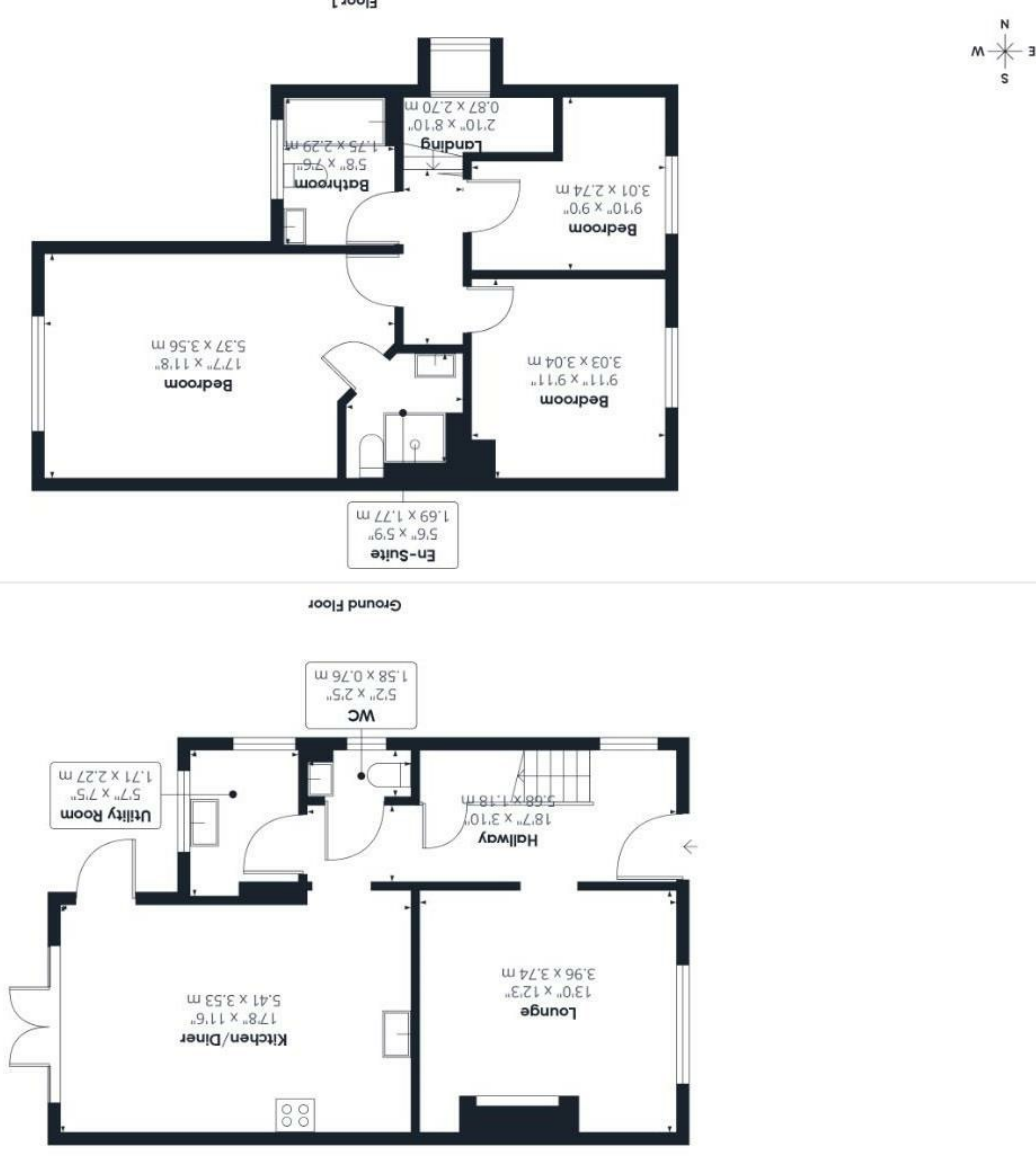 Kitchen/Diner
17'8" x 11'6"
5.41 x 3.53 m
Lounge
13'0" x 12'3"
3.96 x 3.74 m
Hallway
18'7" x 3'10"
5.68 x 1.18 m
Utility Room
5'7" x 7'5"
1.71 x 2.27 m
WC
5'2" x 2'5"
1.58 x 0.76 m
Ground Floor
En-Suite
5'6" x 5'9"
1.69 x 1.77 m
Bedroom
9'11" x 9'11"
3.03 x 3.04 m
Bedroom
17'7" x 11'8"
5.37 x 3.56 m
Bedroom
9'10" x 9'0"
3.01 x 2.74 m
Bathroom
5'8" x 7'6"
1.75 x 2.29 m
Landing
2'10" x 8'10"
0.87 x 2.70 m
Floor 1
N
W E
S